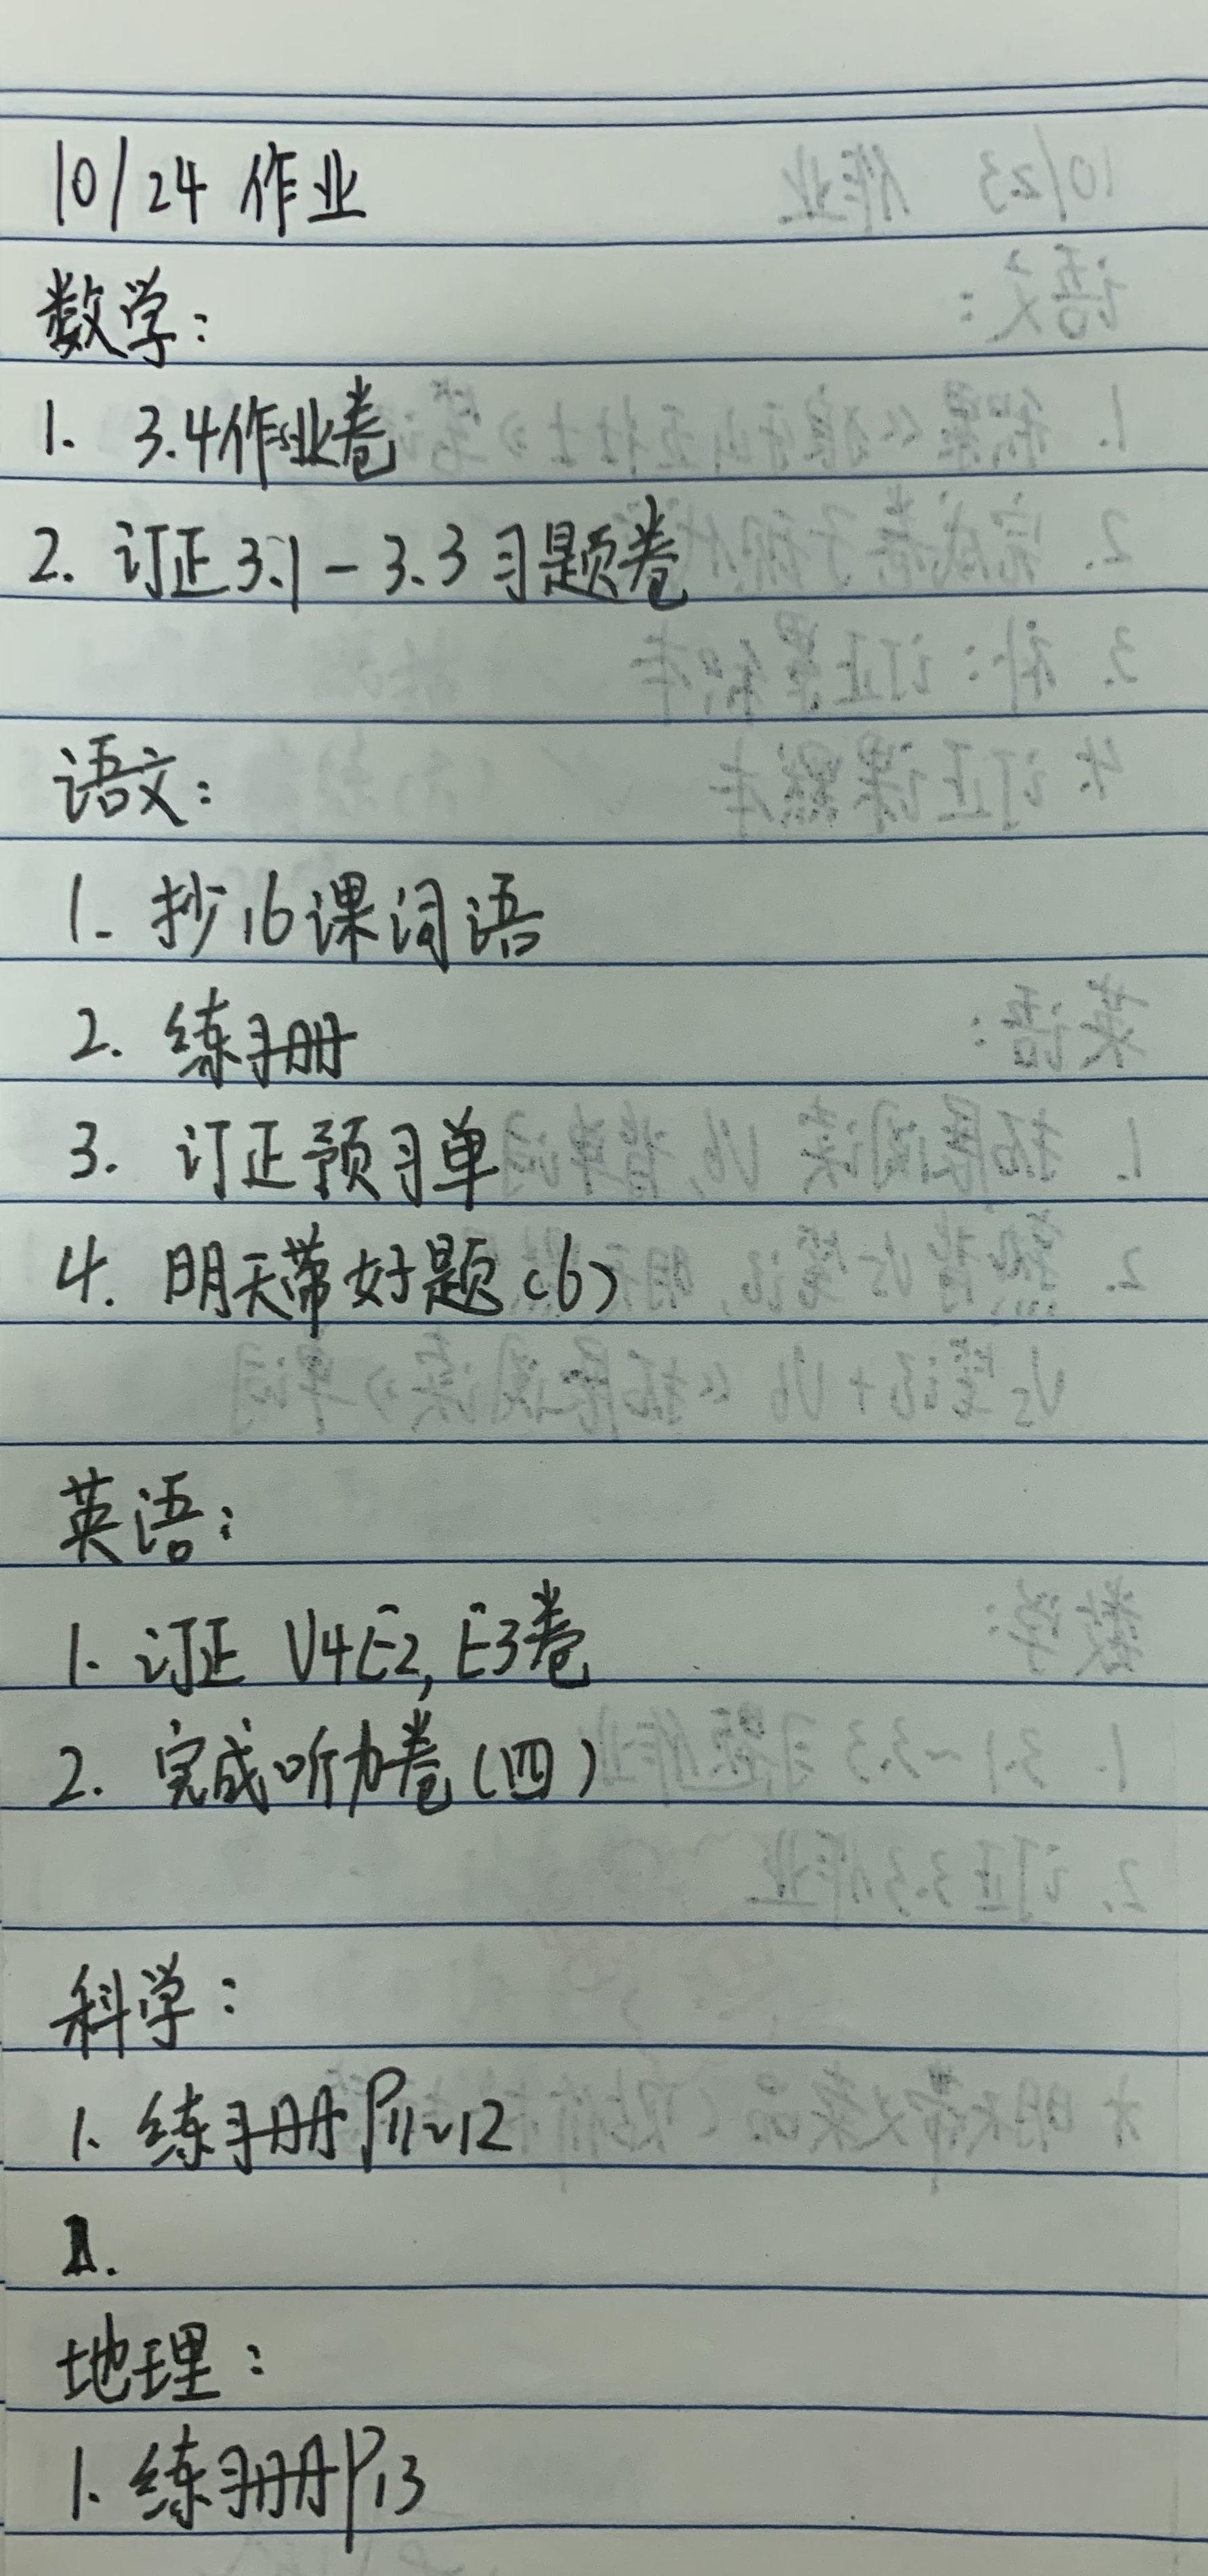 10/24 作业
数学:
1. 3.4作业卷
2. 订正3.1-3.3习题卷
语文:
1. 抄16课词语
2. 练习册
3. 订正预习单
4. 明天带好题(6)
英语:
1. 订正 U4E2, E3卷
2. 完成听力卷(四)
科学:
1. 练习册P11~12
1.
地理:
1. 练习册P13